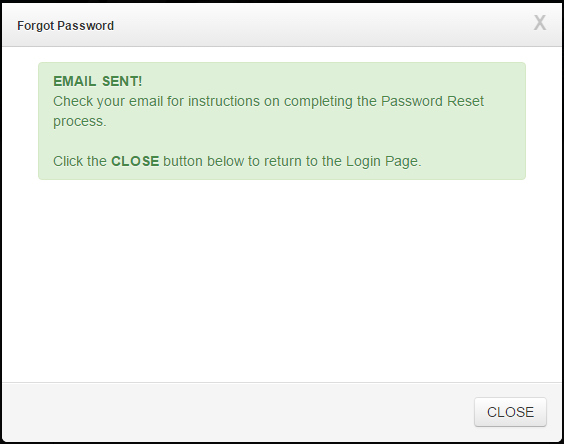 Forgot Password
X
EMAIL SENT!
Check your email for instructions on completing the Password Reset
process.
Click the CLOSE button below to return to the Login Page.
CLOSE